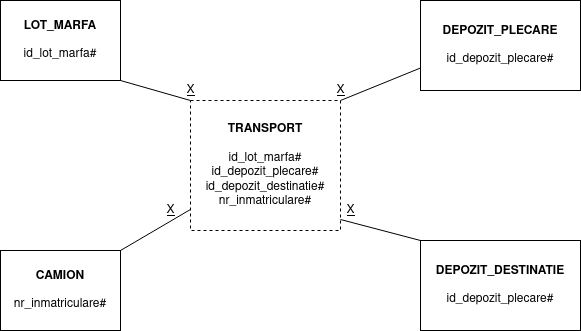 LOT_MARFA
id_lot_marfa#
DEPOZIT_PLECARE
id_depozit_plecare#
X
X
TRANSPORT
id_lot_marfa#
id_depozit_plecare#
id_depozit_destinatie#
nr_inmatriculare#
X
X
CAMION
nr_inmatriculare#
DEPOZIT_DESTINATIE
id_depozit_plecare#